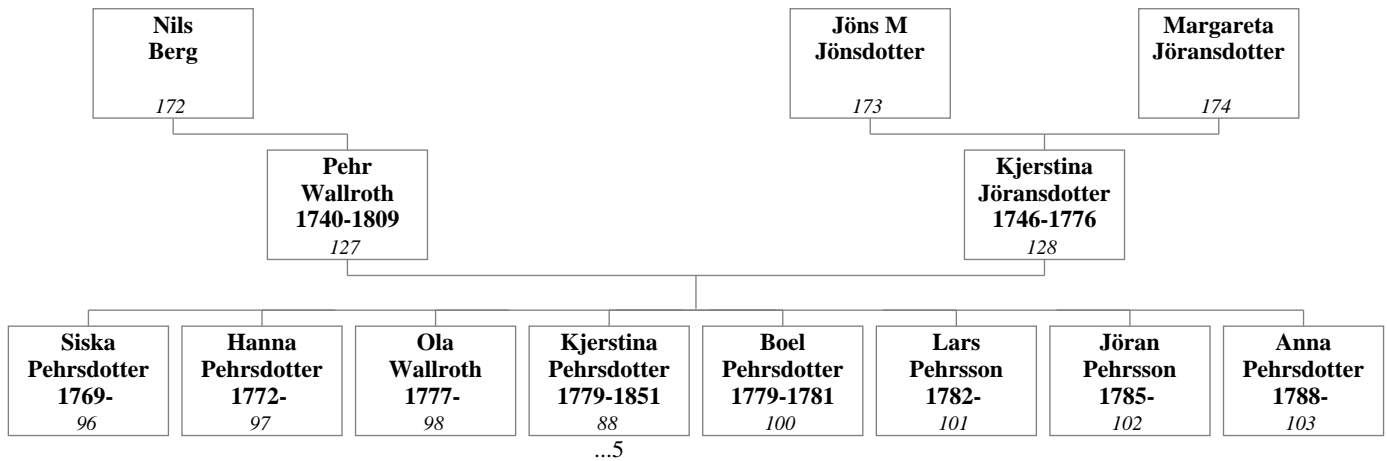 Nils
Berg
172
Jöns M
Jönsdotter
173
Margareta
Jöransdotter
174
Pehr
Wallroth
1740-1809
127
Kjerstina
Jöransdotter
1746-1776
128
Siska
Pehrsdotter
1769-
96
Hanna
Pehrsdotter
1772-
97
Ola
Wallroth
1777-
98
Kjerstina
Pehrsdotter
1779-1851
88
...5
Boel
Pehrsdotter
1779-1781
100
Lars
Pehrsson
1782-
101
Jöran
Pehrsson
1785-
102
Anna
Pehrsdotter
1788-
103